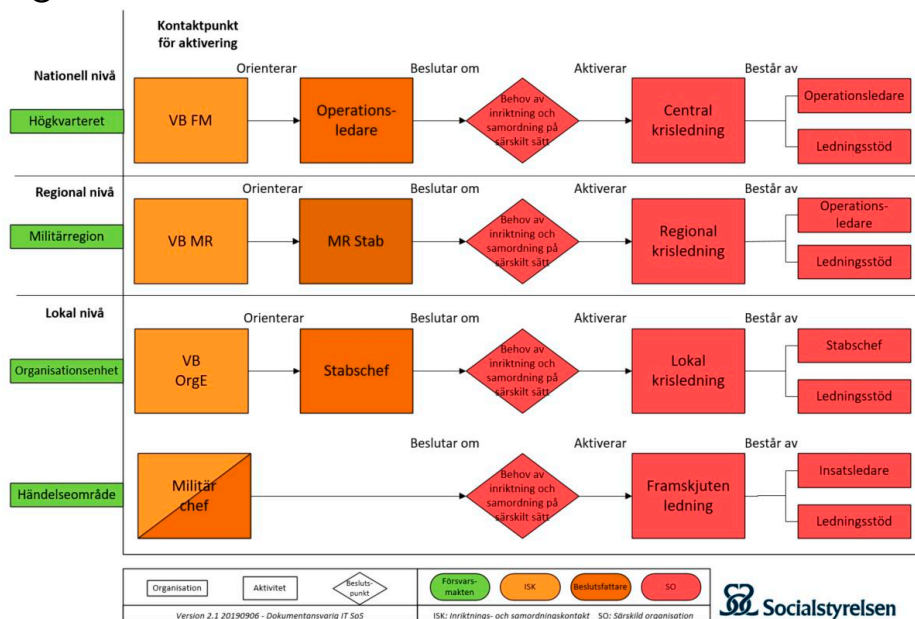 Kontaktpunkt
för aktivering
Nationell nivå
Orienterar
Beslutar om
Aktiverar
Består av
Högkvarteret
VB FM
Operations-
ledare
Behov av
inriktning och
samordning på
särskilt sätt
Central
krisledning
Operationsledare
Ledningsstöd
Regional nivå
Orienterar
Beslutar om
Aktiverar
Består av
Militärregion
VB MR
MR Stab
Behov av
inriktning och
samordning på
särskilt sätt
Regional
krisledning
Operations-
ledare
Ledningsstöd
Lokal nivå
Orienterar
Beslutar om
Aktiverar
Består av
Organisationsenhet
VB
OrgE
Stabschef
Behov av
inriktning och
samordning på
särskilt sätt
Lokal
krisledning
Stabschef
Ledningsstöd
Beslutar om
Aktiverar
Består av
Händelseområde
Militär
chef
Behov av
inriktning och
samordning på
särskilt sätt
Framskjuten
ledning
Insatsledare
Ledningsstöd
Organisation
Aktivitet
Besluts-
punkt
Försvars-
makten
ISK
Beslutsfattare
SO
Version 2.1 20190906 - Dokumentansvarig IT SoS
ISK: Inriktnings- och samordningskontakt SO: Särskild organisation
Socialstyrelsen